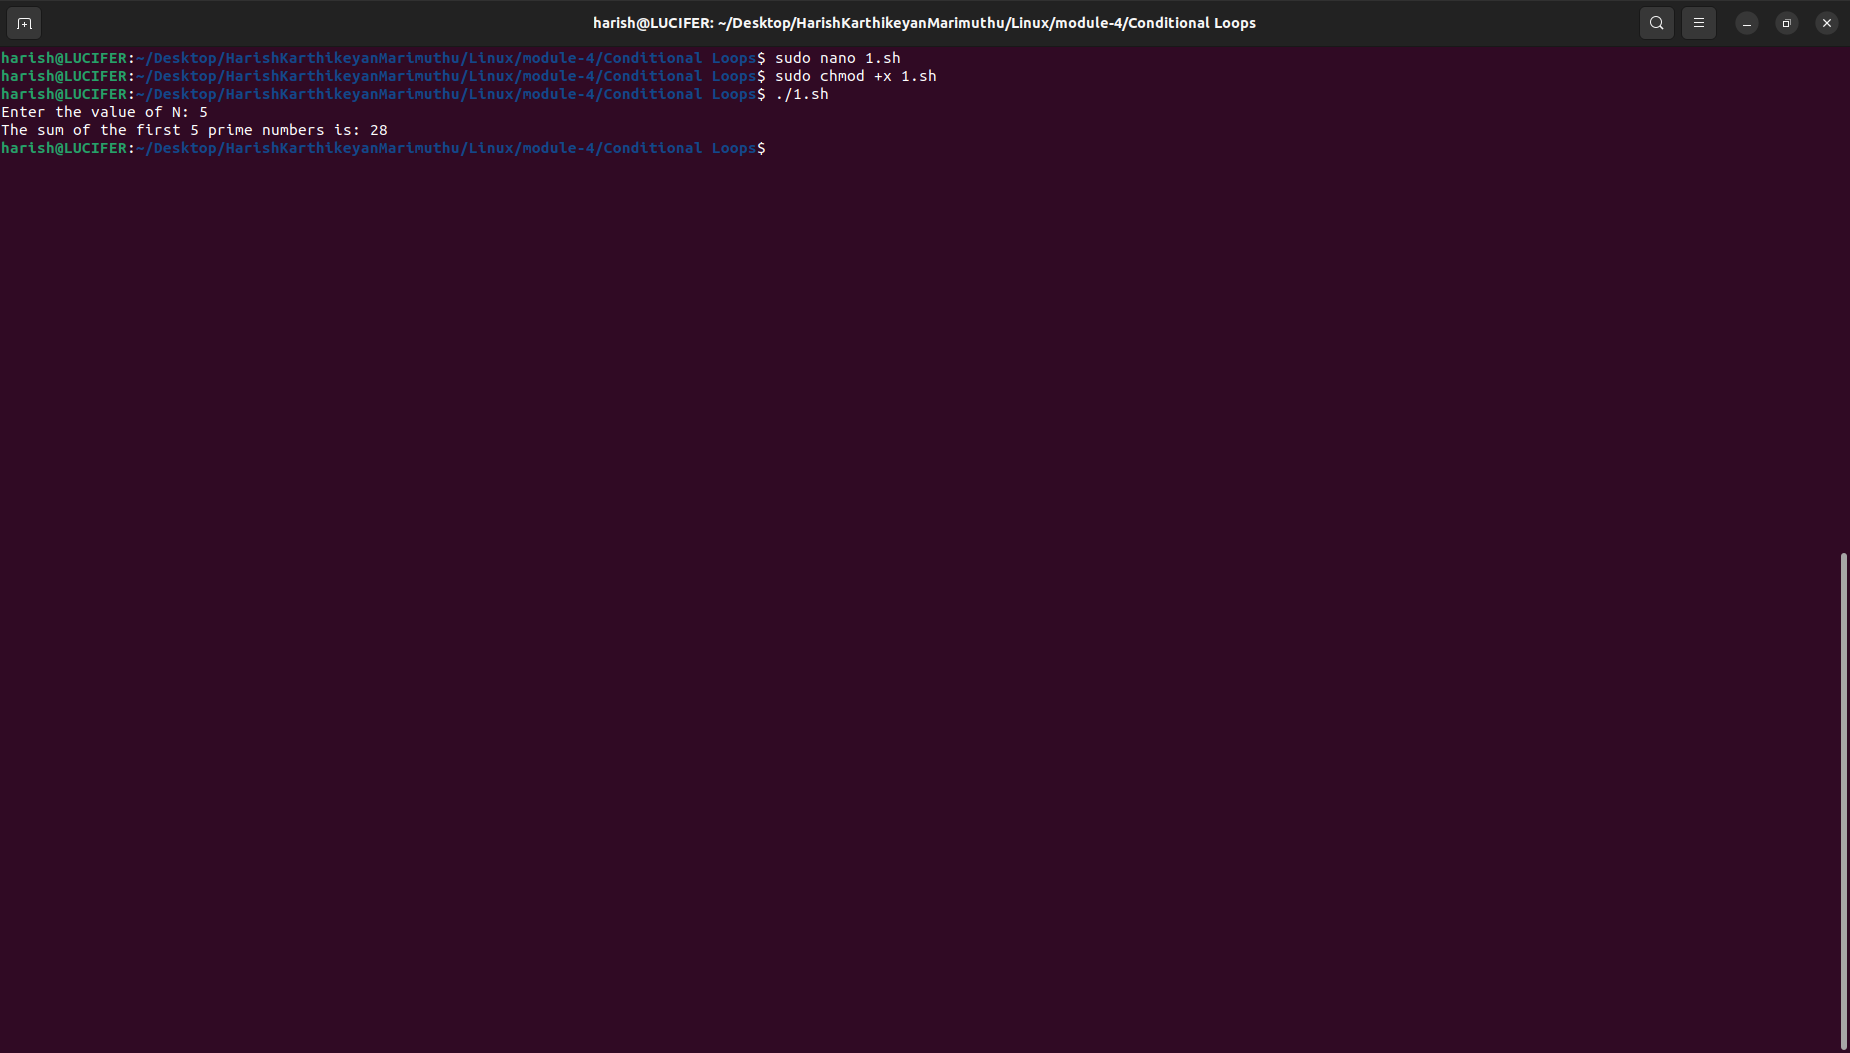 harish@LUCIFER: ~/Desktop/HarishKarthikeyanMarimuthu/Linux/module-4/Conditional Loops
harish@LUCIFER:~/Desktop/HarishKarthikeyanMarimuthu/Linux/module-4/Conditional Loops$ sudo nano 1.sh
harish@LUCIFER:~/Desktop/HarishKarthikeyanMarimuthu/Linux/module-4/Conditional Loops$ sudo chmod +x 1.sh
harish@LUCIFER:~/Desktop/HarishKarthikeyanMarimuthu/Linux/module-4/Conditional Loops$ ./1.sh
Enter the value of N: 5
The sum of the first 5 prime numbers is: 28
harish@LUCIFER:~/Desktop/HarishKarthikeyanMarimuthu/Linux/module-4/Conditional Loops$